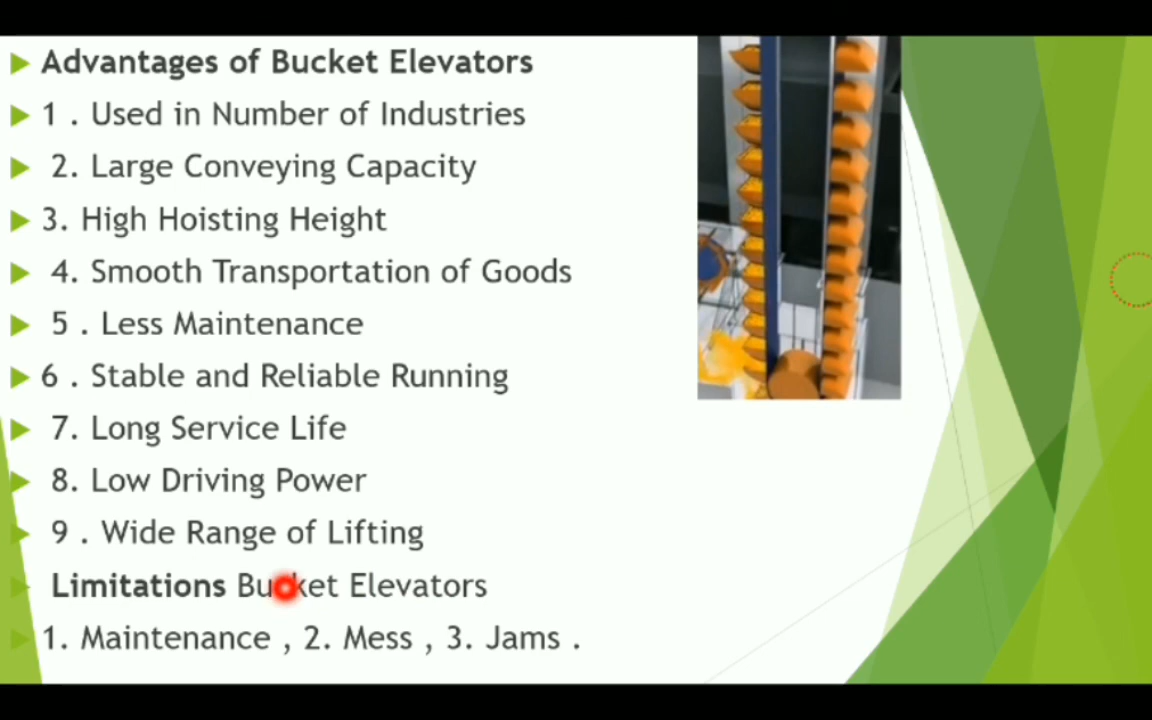 Advantages of Bucket Elevators
1 . Used in Number of Industries
2. Large Conveying Capacity
3. High Hoisting Height
4. Smooth Transportation of Goods
5 . Less Maintenance
6 . Stable and Reliable Running
7. Long Service Life
8. Low Driving Power
9 . Wide Range of Lifting
Limitations Bucket Elevators
1. Maintenance , 2. Mess , 3. Jams .